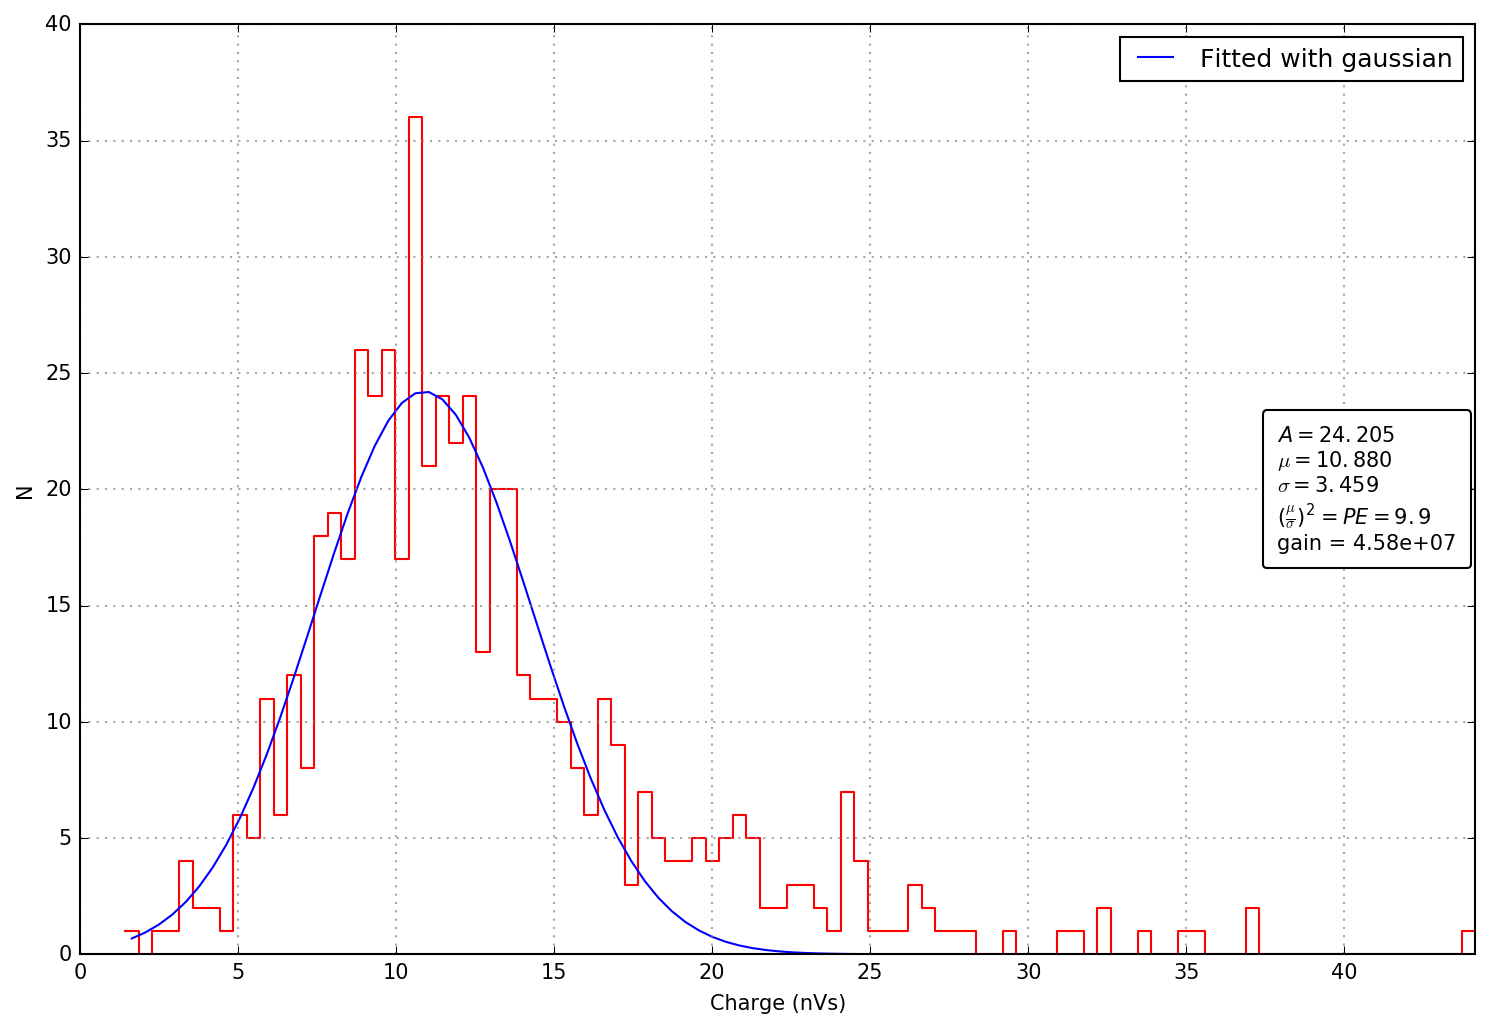 Fitted with gaussian
40
35
30
25
20
15
10
5
0
N
A = 24.205
μ = 10.880
σ = 3.459
(μ/σ)² = PE = 9.9
gain = 4.58e+07
0 5 10 15 20 25 30 35 40
Charge (nVs)